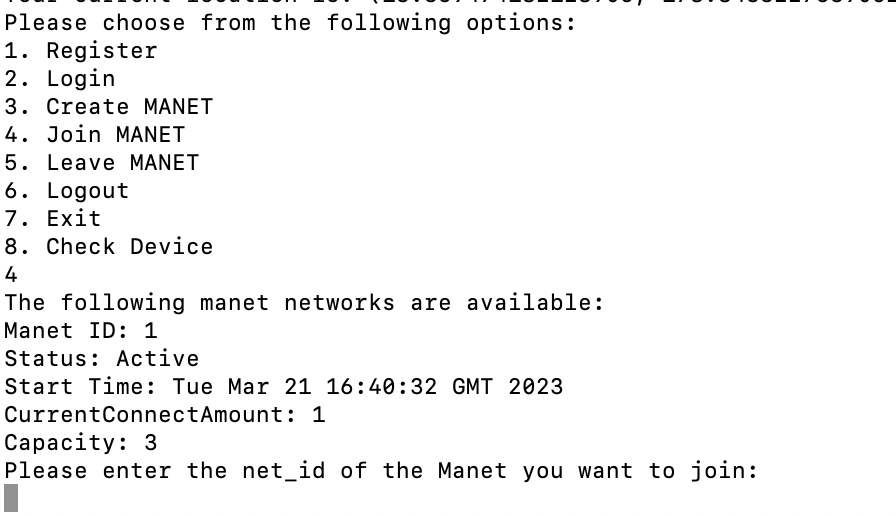 Please choose from the following options:
1. Register
2. Login
3. Create MANET
4. Join MANET
5. Leave MANET
6. Logout
7. Exit
8. Check Device
4
The following manet networks are available:
Manet ID: 1
Status: Active
Start Time: Tue Mar 21 16:40:32 GMT 2023
CurrentConnectAmount: 1
Capacity: 3
Please enter the net_id of the Manet you want to join: